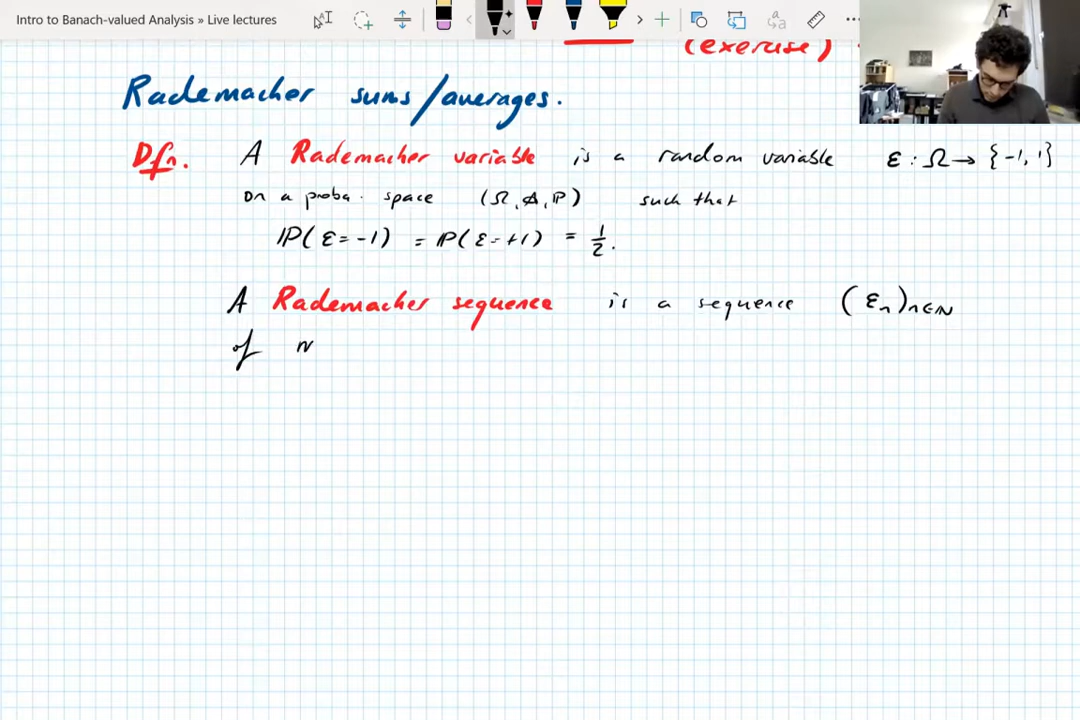 Intro to Banach-valued Analysis » Live lectures
(exercise)
Rademacher sums/averages.
Dfn. A Rademacher variable is a random variable ε : Ω → {-1, 1}
on a proba. space (Ω, A, ℙ) such that
ℙ(ε = -1) = ℙ(ε = +1) = 1/2.
A Rademacher sequence is a sequence (εₙ)ₙ∈ℕ
of